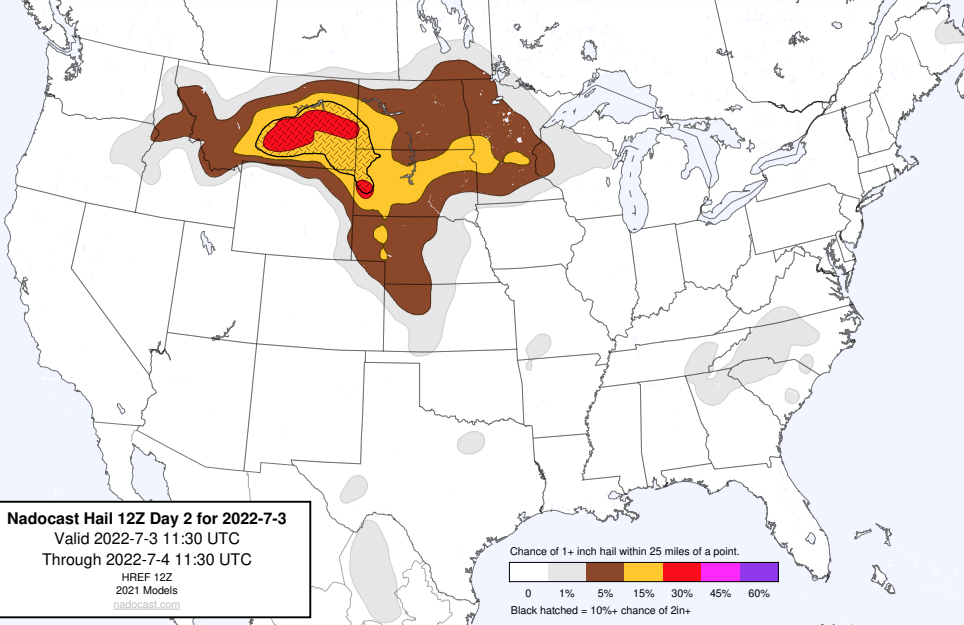 Nadocast Hail 12Z Day 2 for 2022-7-3
Valid 2022-7-3 11:30 UTC
Through 2022-7-4 11:30 UTC
HREF 12Z
2021 Models
nadocast.com
Chance of 1+ inch hail within 25 miles of a point.
0 1% 5% 15% 30% 45% 60%
Black hatched = 10%+ chance of 2in+